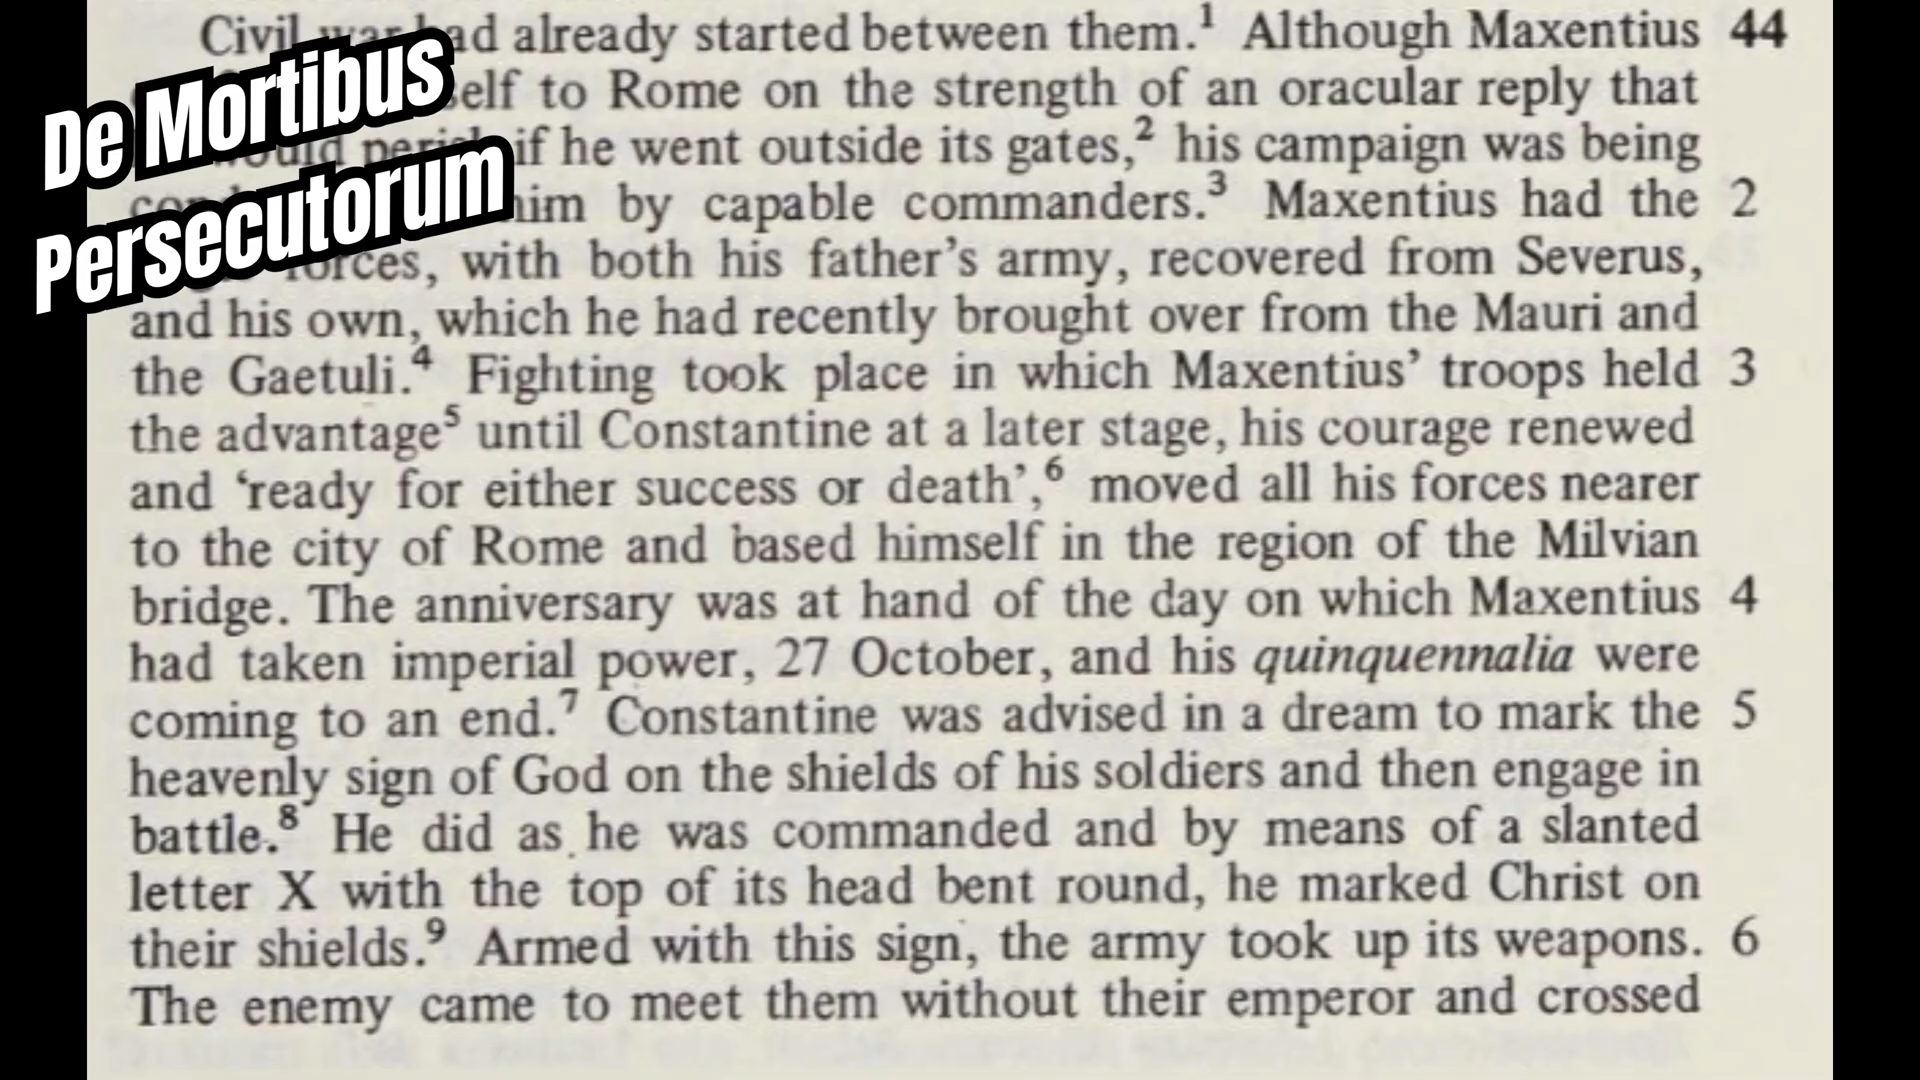 De Mortibus
Persecutorum
Civil war had already started between them.¹ Although Maxentius 44
self to Rome on the strength of an oracular reply that
would perish if he went outside its gates,² his campaign was being
him by capable commanders.³ Maxentius had the 2
forces, with both his father's army, recovered from Severus,
and his own, which he had recently brought over from the Mauri and
the Gaetuli.⁴ Fighting took place in which Maxentius' troops held 3
the advantage⁵ until Constantine at a later stage, his courage renewed
and 'ready for either success or death',⁶ moved all his forces nearer
to the city of Rome and based himself in the region of the Milvian
bridge. The anniversary was at hand of the day on which Maxentius 4
had taken imperial power, 27 October, and his quinquennalia were
coming to an end.⁷ Constantine was advised in a dream to mark the 5
heavenly sign of God on the shields of his soldiers and then engage in
battle.⁸ He did as he was commanded and by means of a slanted
letter X with the top of its head bent round, he marked Christ on
their shields.⁹ Armed with this sign, the army took up its weapons. 6
The enemy came to meet them without their emperor and crossed